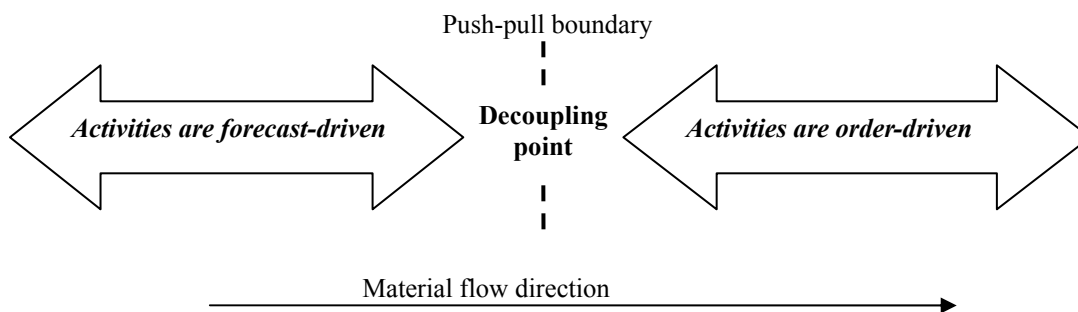 Push-pull boundary
Activities are forecast-driven
Decoupling
point
Activities are order-driven
Material flow direction